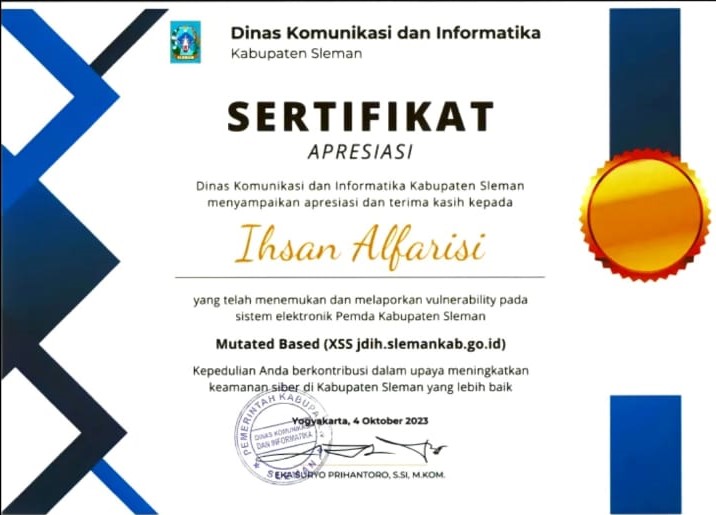 Dinas Komunikasi dan Informatika
Kabupaten Sleman
SLEMAN
SERTIFIKAT
APRESIASI
Dinas Komunikasi dan Informatika Kabupaten Sleman
menyampaikan apresiasi dan terima kasih kepada
Ihsan Alfarisi
yang telah menemukan dan melaporkan vulnerability pada
sistem elektronik Pemda Kabupaten Sleman
Mutated Based (XSS jdih.slemankab.go.id)
Kepedulian Anda berkontribusi dalam upaya meningkatkan
keamanan siber di Kabupaten Sleman yang lebih baik
Yogyakarta, 4 Oktober 2023
PEMERINTAH KABUPA
DINAS KOMUNIKASI
DAN INFORMATIKA
SLEMAN
EKA SURYO PRIHANTORO, S.SI, M.KOM.